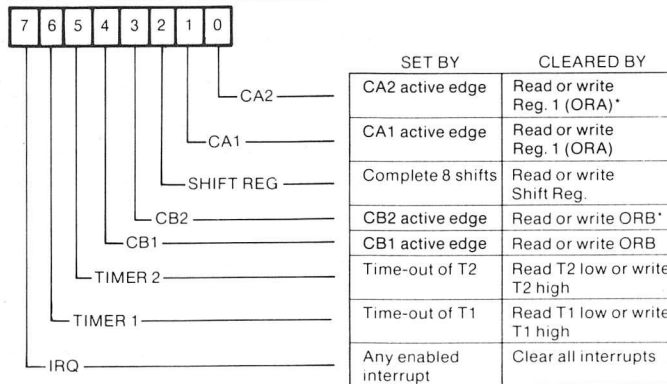 7 6 5 4 3 2 1 0
SET BY CLEARED BY
CA2 CA2 active edge Read or write
Reg. 1 (ORA)*
CA1 CA1 active edge Read or write
Reg. 1 (ORA)
SHIFT REG Complete 8 shifts Read or write
Shift Reg.
CB2 CB2 active edge Read or write ORB*
CB1 CB1 active edge Read or write ORB
TIMER 2 Time-out of T2 Read T2 low or write
T2 high
TIMER 1 Time-out of T1 Read T1 low or write
T1 high
IRQ Any enabled Clear all interrupts
interrupt